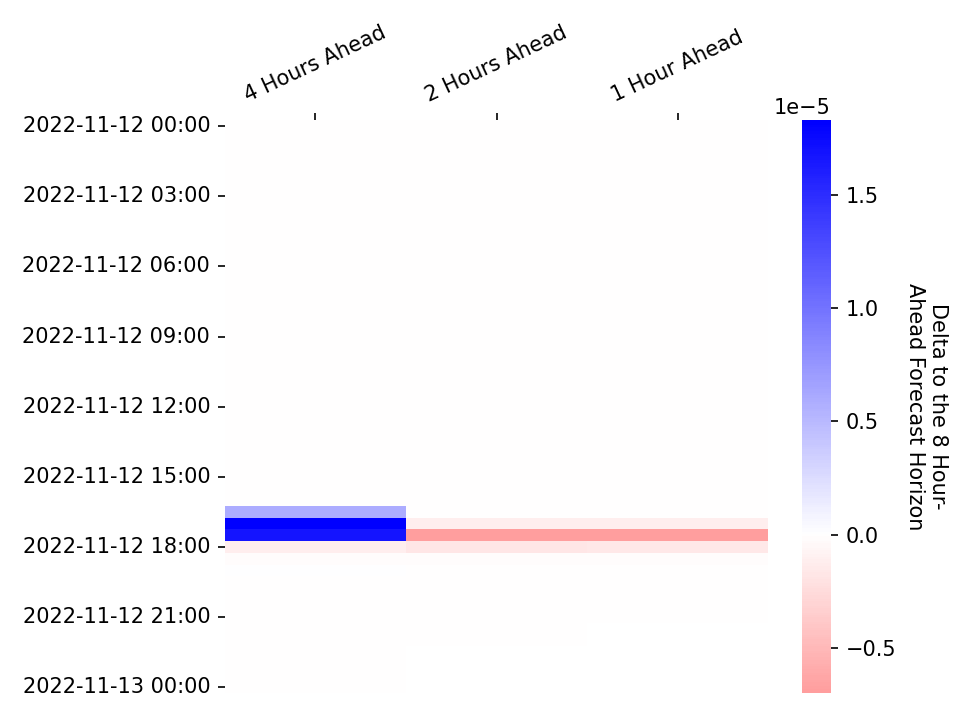 4 Hours Ahead
2 Hours Ahead
1 Hour Ahead
1e−5
2022-11-12 00:00
2022-11-12 03:00
2022-11-12 06:00
2022-11-12 09:00
2022-11-12 12:00
2022-11-12 15:00
2022-11-12 18:00
2022-11-12 21:00
2022-11-13 00:00
1.5
1.0
0.5
0.0
−0.5
Delta to the 8 Hour-
Ahead Forecast Horizon